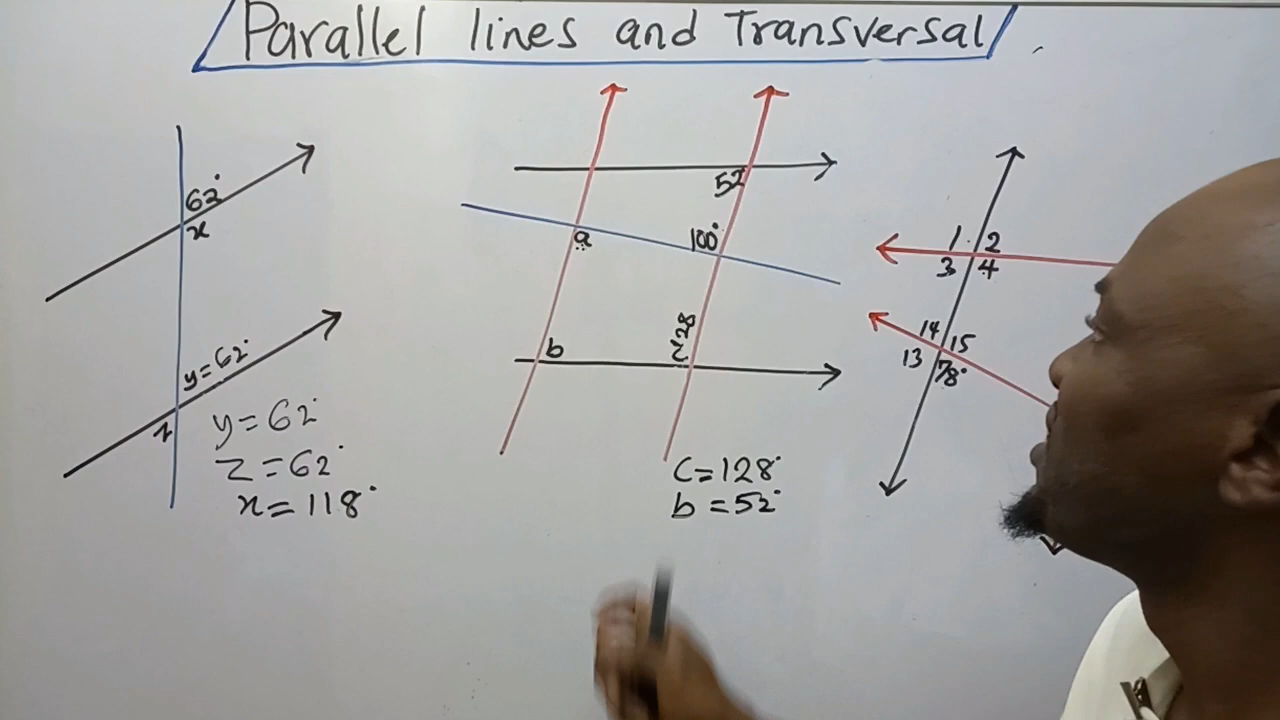 Parallel lines and Transversal
62°
x
y=62°
z
y=62°
z=62°
x=118°
52
a
100°
b
128
c
C=128°
b=52°
1 2
3 4
14 15
13 78°